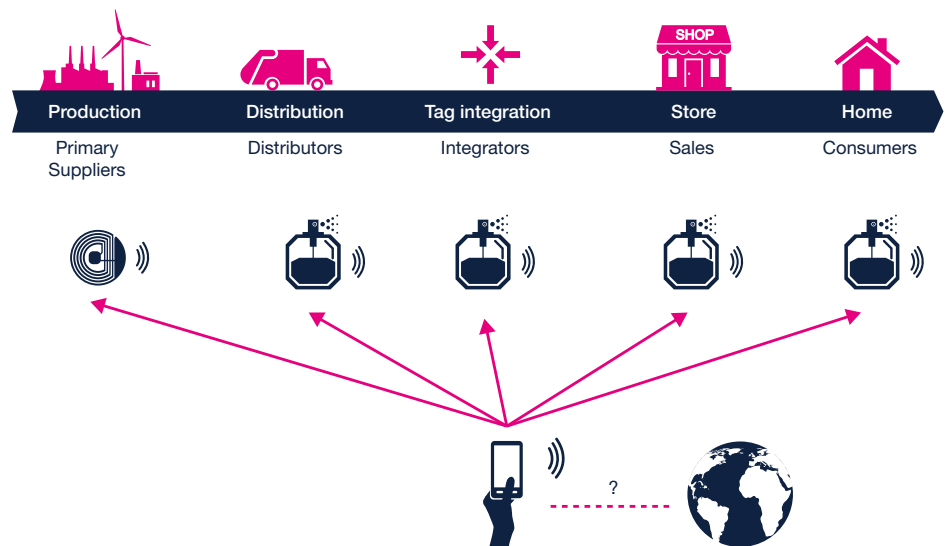 SHOP
Production
Distribution
Tag integration
Store
Home
Primary
Suppliers
Distributors
Integrators
Sales
Consumers
?